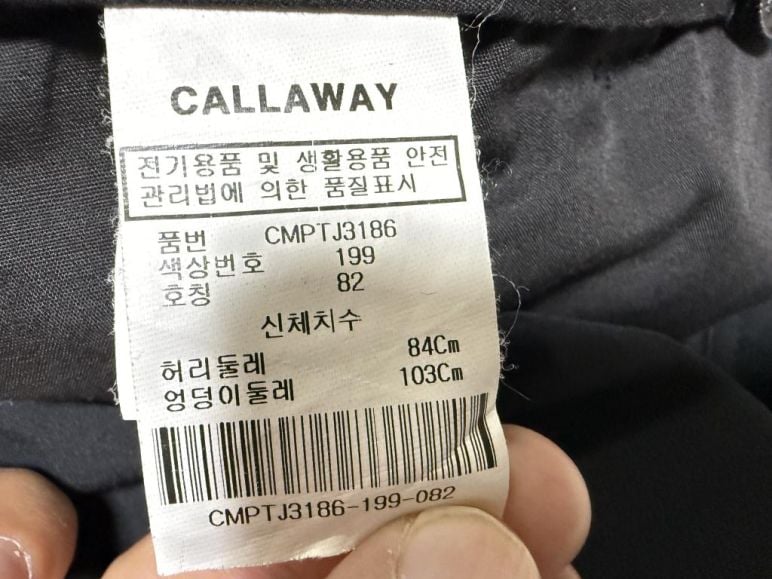 CALLAWAY
전기용품 및 생활용품 안전
관리법에 의한 품질표시
품번 CMPTJ3186
색상번호 199
호칭 82
신체치수
허리둘레 84Cm
엉덩이둘레 103Cm
CMPTJ3186-199-082